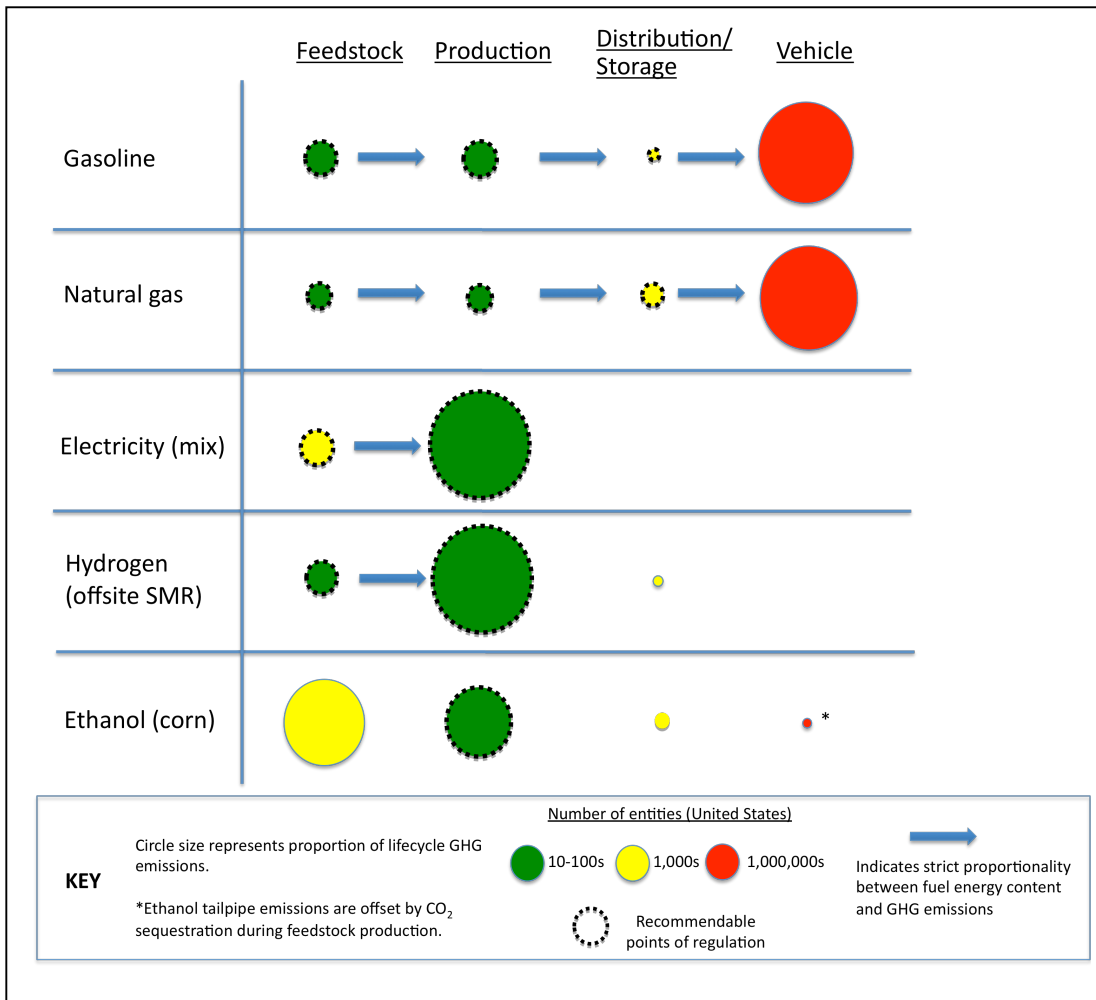 Feedstock
Production
Distribution/
Storage
Vehicle
Gasoline
Natural gas
Electricity (mix)
Hydrogen
(offsite SMR)
Ethanol (corn)
*
KEY
Circle size represents proportion of lifecycle GHG
emissions.
*Ethanol tailpipe emissions are offset by CO₂
sequestration during feedstock production.
Number of entities (United States)
10-100s
1,000s
1,000,000s
Recommendable
points of regulation
Indicates strict proportionality
between fuel energy content
and GHG emissions